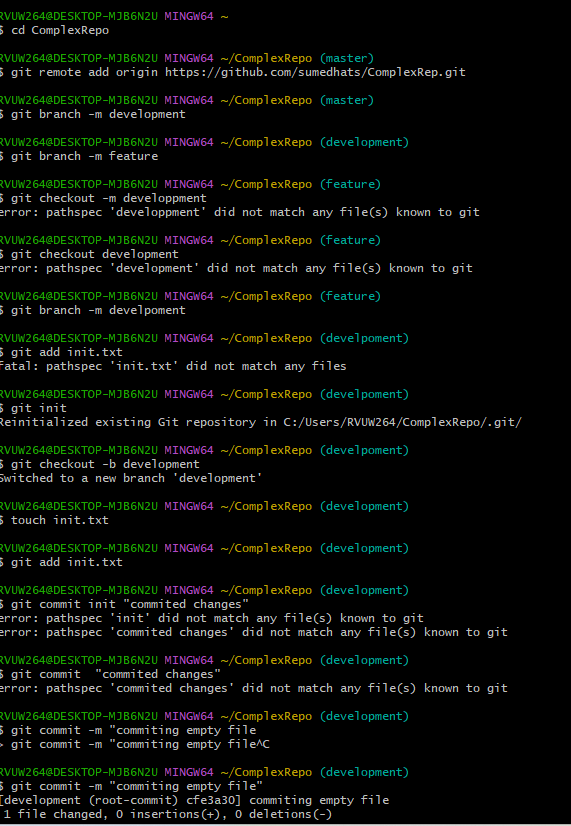 RVUW264@DESKTOP-MJB6N2U MINGW64 ~
$ cd ComplexRepo
RVUW264@DESKTOP-MJB6N2U MINGW64 ~/ComplexRepo (master)
$ git remote add origin https://github.com/sumedhats/ComplexRep.git
RVUW264@DESKTOP-MJB6N2U MINGW64 ~/ComplexRepo (master)
$ git branch -m development
RVUW264@DESKTOP-MJB6N2U MINGW64 ~/ComplexRepo (development)
$ git branch -m feature
RVUW264@DESKTOP-MJB6N2U MINGW64 ~/ComplexRepo (feature)
$ git checkout -m developpment
error: pathspec 'developpment' did not match any file(s) known to git
RVUW264@DESKTOP-MJB6N2U MINGW64 ~/ComplexRepo (feature)
$ git checkout development
error: pathspec 'development' did not match any file(s) known to git
RVUW264@DESKTOP-MJB6N2U MINGW64 ~/ComplexRepo (feature)
$ git branch -m develpoment
RVUW264@DESKTOP-MJB6N2U MINGW64 ~/ComplexRepo (develpoment)
$ git add init.txt
fatal: pathspec 'init.txt' did not match any files
RVUW264@DESKTOP-MJB6N2U MINGW64 ~/ComplexRepo (develpoment)
$ git init
Reinitialized existing Git repository in C:/Users/RVUW264/ComplexRepo/.git/
RVUW264@DESKTOP-MJB6N2U MINGW64 ~/ComplexRepo (develpoment)
$ git checkout -b development
Switched to a new branch 'development'
RVUW264@DESKTOP-MJB6N2U MINGW64 ~/ComplexRepo (development)
$ touch init.txt
RVUW264@DESKTOP-MJB6N2U MINGW64 ~/ComplexRepo (development)
$ git add init.txt
RVUW264@DESKTOP-MJB6N2U MINGW64 ~/ComplexRepo (development)
$ git commit init "commited changes"
error: pathspec 'init' did not match any file(s) known to git
error: pathspec 'commited changes' did not match any file(s) known to git
RVUW264@DESKTOP-MJB6N2U MINGW64 ~/ComplexRepo (development)
$ git commit  "commited changes"
error: pathspec 'commited changes' did not match any file(s) known to git
RVUW264@DESKTOP-MJB6N2U MINGW64 ~/ComplexRepo (development)
$ git commit -m "commiting empty file
> git commit -m "commiting empty file^C
RVUW264@DESKTOP-MJB6N2U MINGW64 ~/ComplexRepo (development)
$ git commit -m "commiting empty file"
[development (root-commit) cfe3a30] commiting empty file
1 file changed, 0 insertions(+), 0 deletions(-)